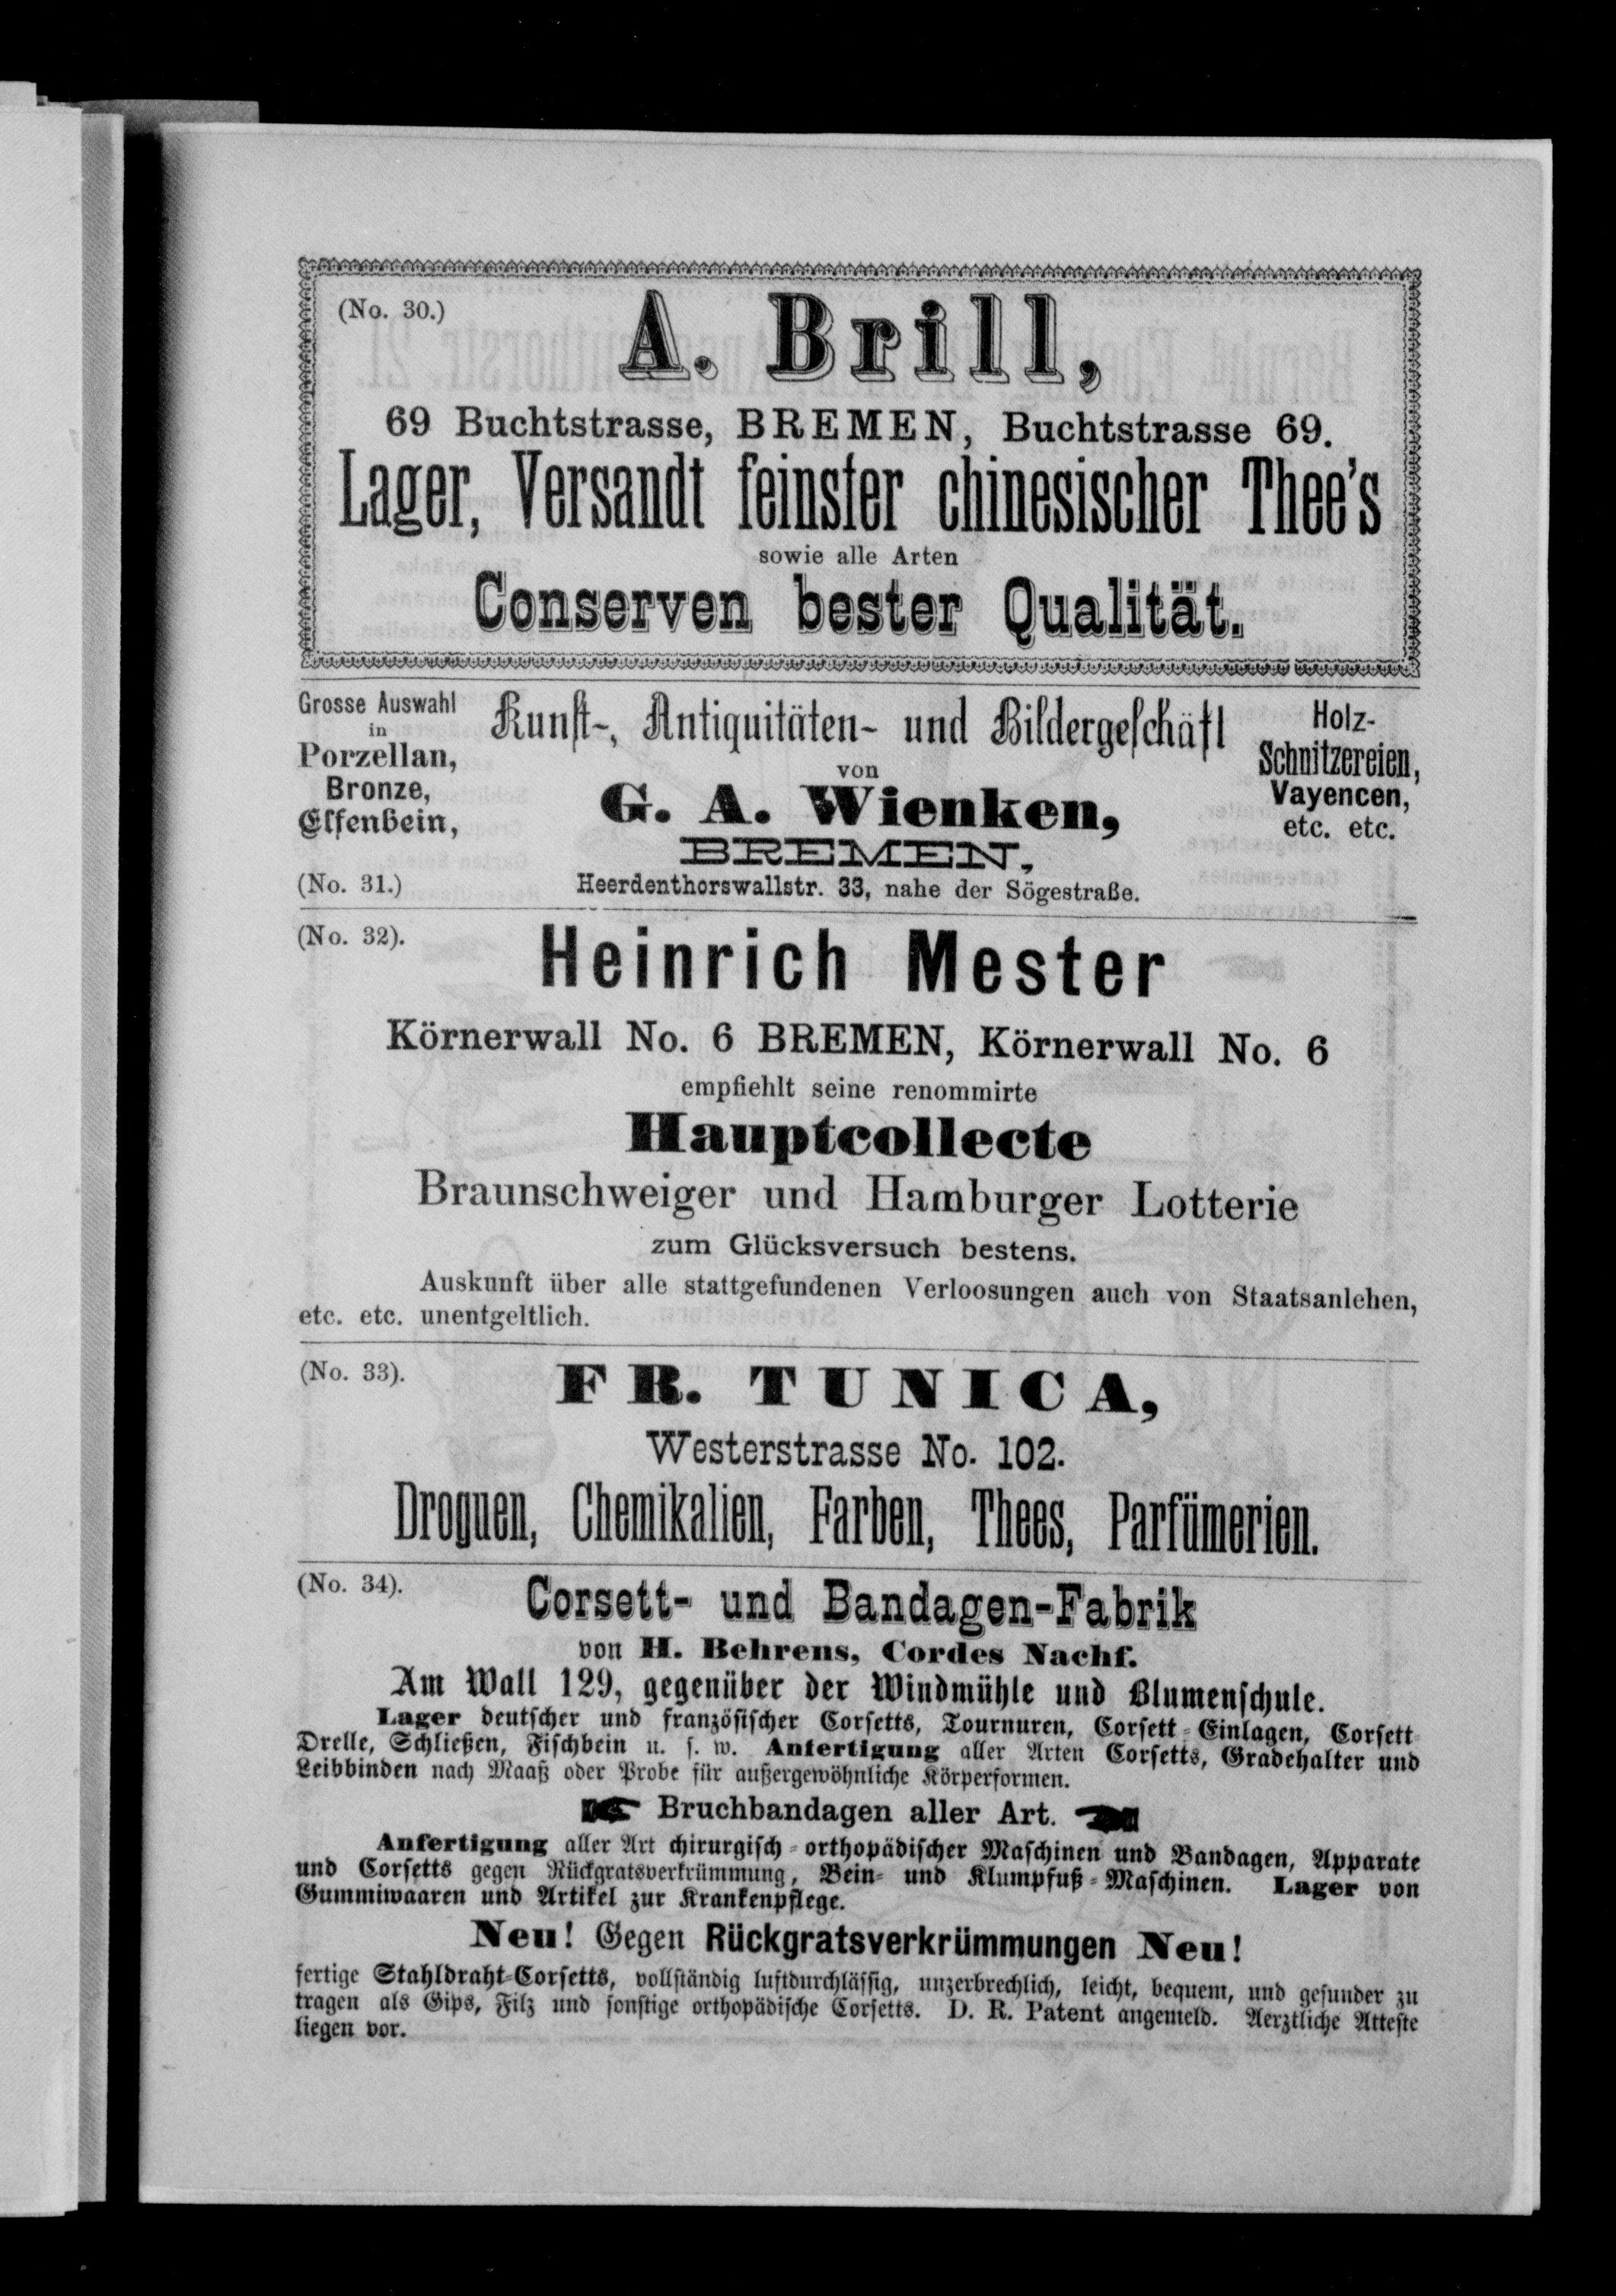 (No. 30.)
A. Brill,
69 Buchtstrasse, BREMEN, Buchtstrasse 69.
Lager, Versandt feinster chinesischer Thee's
sowie alle Arten
Conserven bester Qualität.
Grosse Auswahl
in
Porzellan,
Bronze,
Elfenbein,
(No. 31.)
Kunst-, Antiquitäten- und Bildergeschäft
von
G. A. Wienken,
BREMEN,
Heerdenthorswallstr. 33, nahe der Sögestraße.
Holz-
Schnitzereien,
Vayencen,
etc. etc.
(No. 32).
Heinrich Mester
Körnerwall No. 6 BREMEN, Körnerwall No. 6
empfiehlt seine renommirte
Hauptcollecte
Braunschweiger und Hamburger Lotterie
zum Glücksversuch bestens.
Auskunft über alle stattgefundenen Verloosungen auch von Staatsanlehen,
etc. etc. unentgeltlich.
(No. 33).
FR. TUNICA,
Westerstrasse No. 102.
Droguen, Chemikalien, Farben, Thees, Parfümerien.
(No. 34).
Corsett- und Bandagen-Fabrik
von H. Behrens, Cordes Nachf.
Am Wall 129, gegenüber der Windmühle und Blumenschule.
Lager deutscher und französischer Corsetts, Tournuren, Corsett-Einlagen, Corsett-
Drelle, Schließen, Fischbein u. s. w. Anfertigung aller Arten Corsetts, Gradehalter und
Leibbinden nach Maaß oder Probe für außergewöhnliche Körperformen.
☛ Bruchbandagen aller Art. ☚
Anfertigung aller Art chirurgisch-orthopädischer Maschinen und Bandagen, Apparate
und Corsetts gegen Rückgratsverkrümmung, Bein- und Klumpfuß-Maschinen. Lager von
Gummiwaaren und Artikel zur Krankenpflege.
Neu! Gegen Rückgratsverkrümmungen Neu!
fertige Stahldraht-Corsetts, vollständig luftdurchlässig, unzerbrechlich, leicht, bequem, und gesunder zu
tragen als Gips, Filz und sonstige orthopädische Corsetts. D. R. Patent angemeld. Aerztliche Atteste
liegen vor.